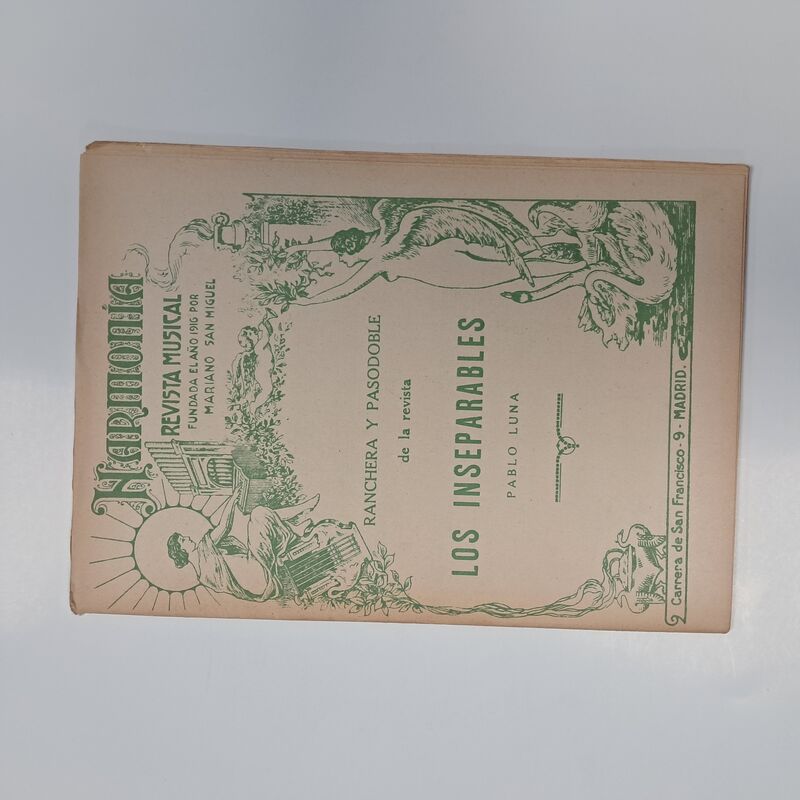 Harmonía
REVISTA MUSICAL
FUNDADA EL AÑO 1916 POR
MARIANO SAN MIGUEL
RANCHERA Y PASODOBLE
de la revista
LOS INSEPARABLES
PABLO LUNA
Carrera de San Francisco - 9 - MADRID.